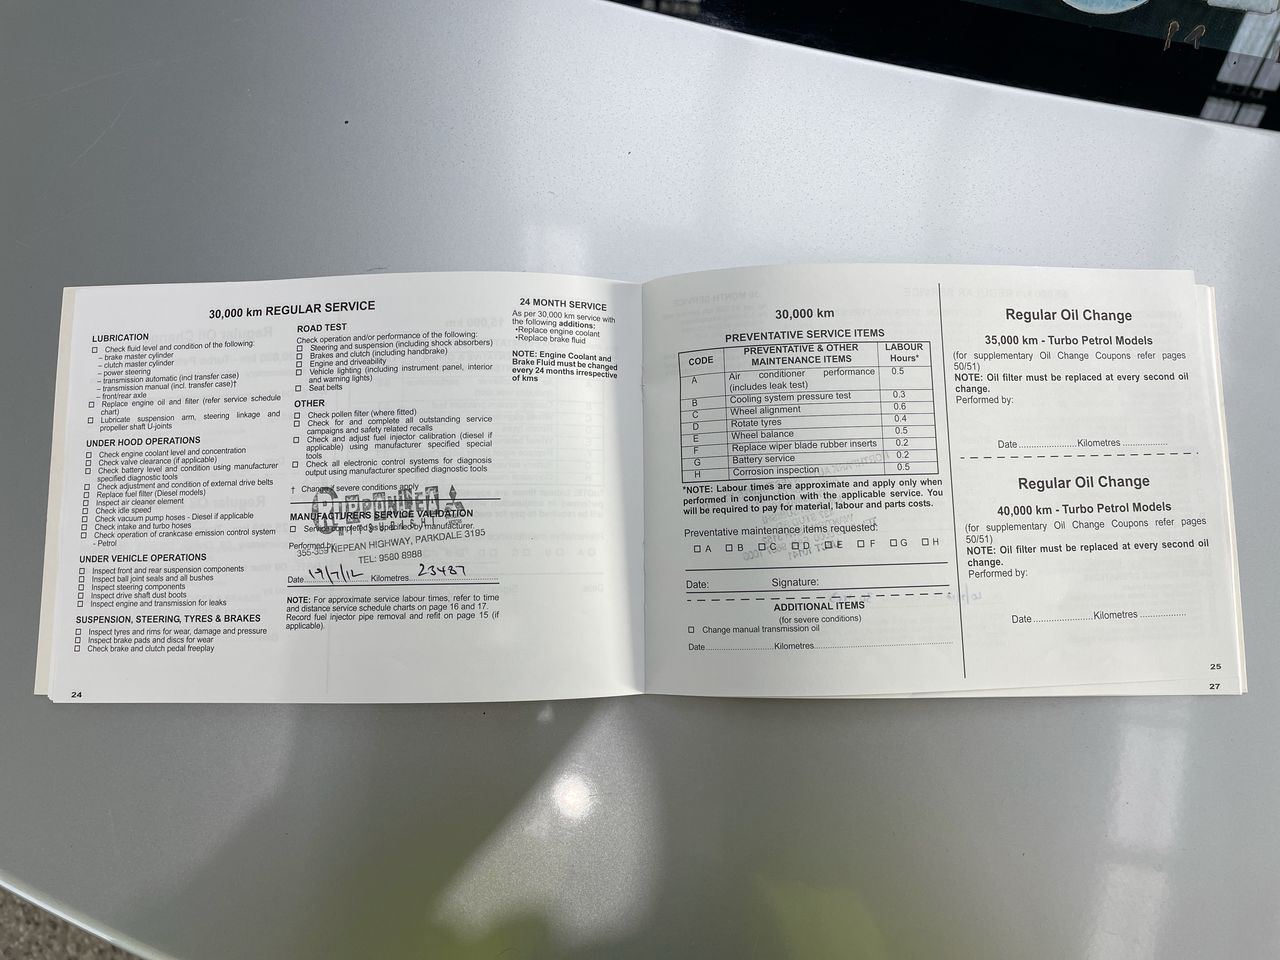 30,000 km REGULAR SERVICE
LUBRICATION
Check fluid level and condition of the following:
– brake master cylinder
– clutch master cylinder
– power steering
– transmission automatic (incl transfer case)
– transmission manual (incl. transfer case)†
– front/rear axle
Replace engine oil and filter (refer service schedule
chart)
Lubricate suspension arm, steering linkage and
propeller shaft U-joints
UNDER HOOD OPERATIONS
Check engine coolant level and concentration
Check valve clearance (if applicable)
Check battery level and condition using manufacturer
specified diagnostic tools
Check adjustment and condition of external drive belts
Replace fuel filter (Diesel models)
Inspect air cleaner element
Check idle speed
Check vacuum pump hoses - Diesel if applicable
Check intake and turbo hoses
Check operation of crankcase emission control system
- Petrol
UNDER VEHICLE OPERATIONS
Inspect front and rear suspension components
Inspect ball joint seals and all bushes
Inspect steering components
Inspect drive shaft dust boots
Inspect engine and transmission for leaks
SUSPENSION, STEERING, TYRES & BRAKES
Inspect tyres and rims for wear, damage and pressure
Inspect brake pads and discs for wear
Check brake and clutch pedal freeplay
24
ROAD TEST
Check operation and/or performance of the following:
Steering and suspension (including shock absorbers)
Brakes and clutch (including handbrake)
Engine and driveability
Vehicle lighting (including instrument panel, interior
and warning lights)
Seat belts
OTHER
Check pollen filter (where fitted)
Check for and complete all outstanding service
campaigns and safety related recalls
Check and adjust fuel injector calibration (diesel if
applicable) using manufacturer specified special
tools
Check all electronic control systems for diagnosis
output using manufacturer specified diagnostic tools
† Change if severe conditions apply
MANUFACTURERS SERVICE VALIDATION
Service completed as specified by manufacturer.
Performed by:
355-359 NEPEAN HIGHWAY, PARKDALE 3195
TEL: 9580 8988
Date 19/7/12 Kilometres 23487
NOTE: For approximate service labour times, refer to time
and distance service schedule charts on page 16 and 17.
Record fuel injector pipe removal and refit on page 15 (if
applicable).
24 MONTH SERVICE
As per 30,000 km service with
the following additions:
•Replace engine coolant
•Replace brake fluid
NOTE: Engine Coolant and
Brake Fluid must be changed
every 24 months irrespective
of kms
30,000 km
PREVENTATIVE SERVICE ITEMS
CODE PREVENTATIVE & OTHER MAINTENANCE ITEMS LABOUR Hours*
A Air conditioner performance (includes leak test) 0.5
B Cooling system pressure test 0.3
C Wheel alignment 0.6
D Rotate tyres 0.4
E Wheel balance 0.5
F Replace wiper blade rubber inserts 0.2
G Battery service 0.2
H Corrosion inspection 0.5
*NOTE: Labour times are approximate and apply only when
performed in conjunction with the applicable service. You
will be required to pay for material, labour and parts costs.
Preventative maintenance items requested:
A B C D E F G H
Date: Signature:
ADDITIONAL ITEMS
(for severe conditions)
Change manual transmission oil
Date Kilometres
Regular Oil Change
35,000 km - Turbo Petrol Models
(for supplementary Oil Change Coupons refer pages
50/51)
NOTE: Oil filter must be replaced at every second oil
change.
Performed by:
Date Kilometres
Regular Oil Change
40,000 km - Turbo Petrol Models
(for supplementary Oil Change Coupons refer pages
50/51)
NOTE: Oil filter must be replaced at every second oil
change.
Performed by:
Date Kilometres
25
27